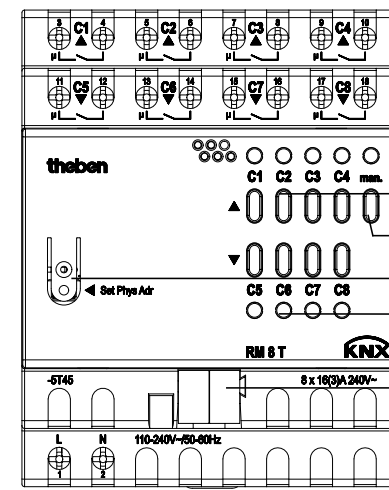 3 C1 4 5 C2 6 7 C3 8 9 C4 10
µ µ µ µ
11 C5 12 13 C6 14 15 C7 16 17 C8 18
µ µ µ µ
theben
C1 C2 C3 C4 man.
Set Phys Adr
C5 C6 C7 C8
RM 8 T KNX
-5T45 8 x 16(3)A 240V~
L N 110-240V~/50-60Hz
1 2